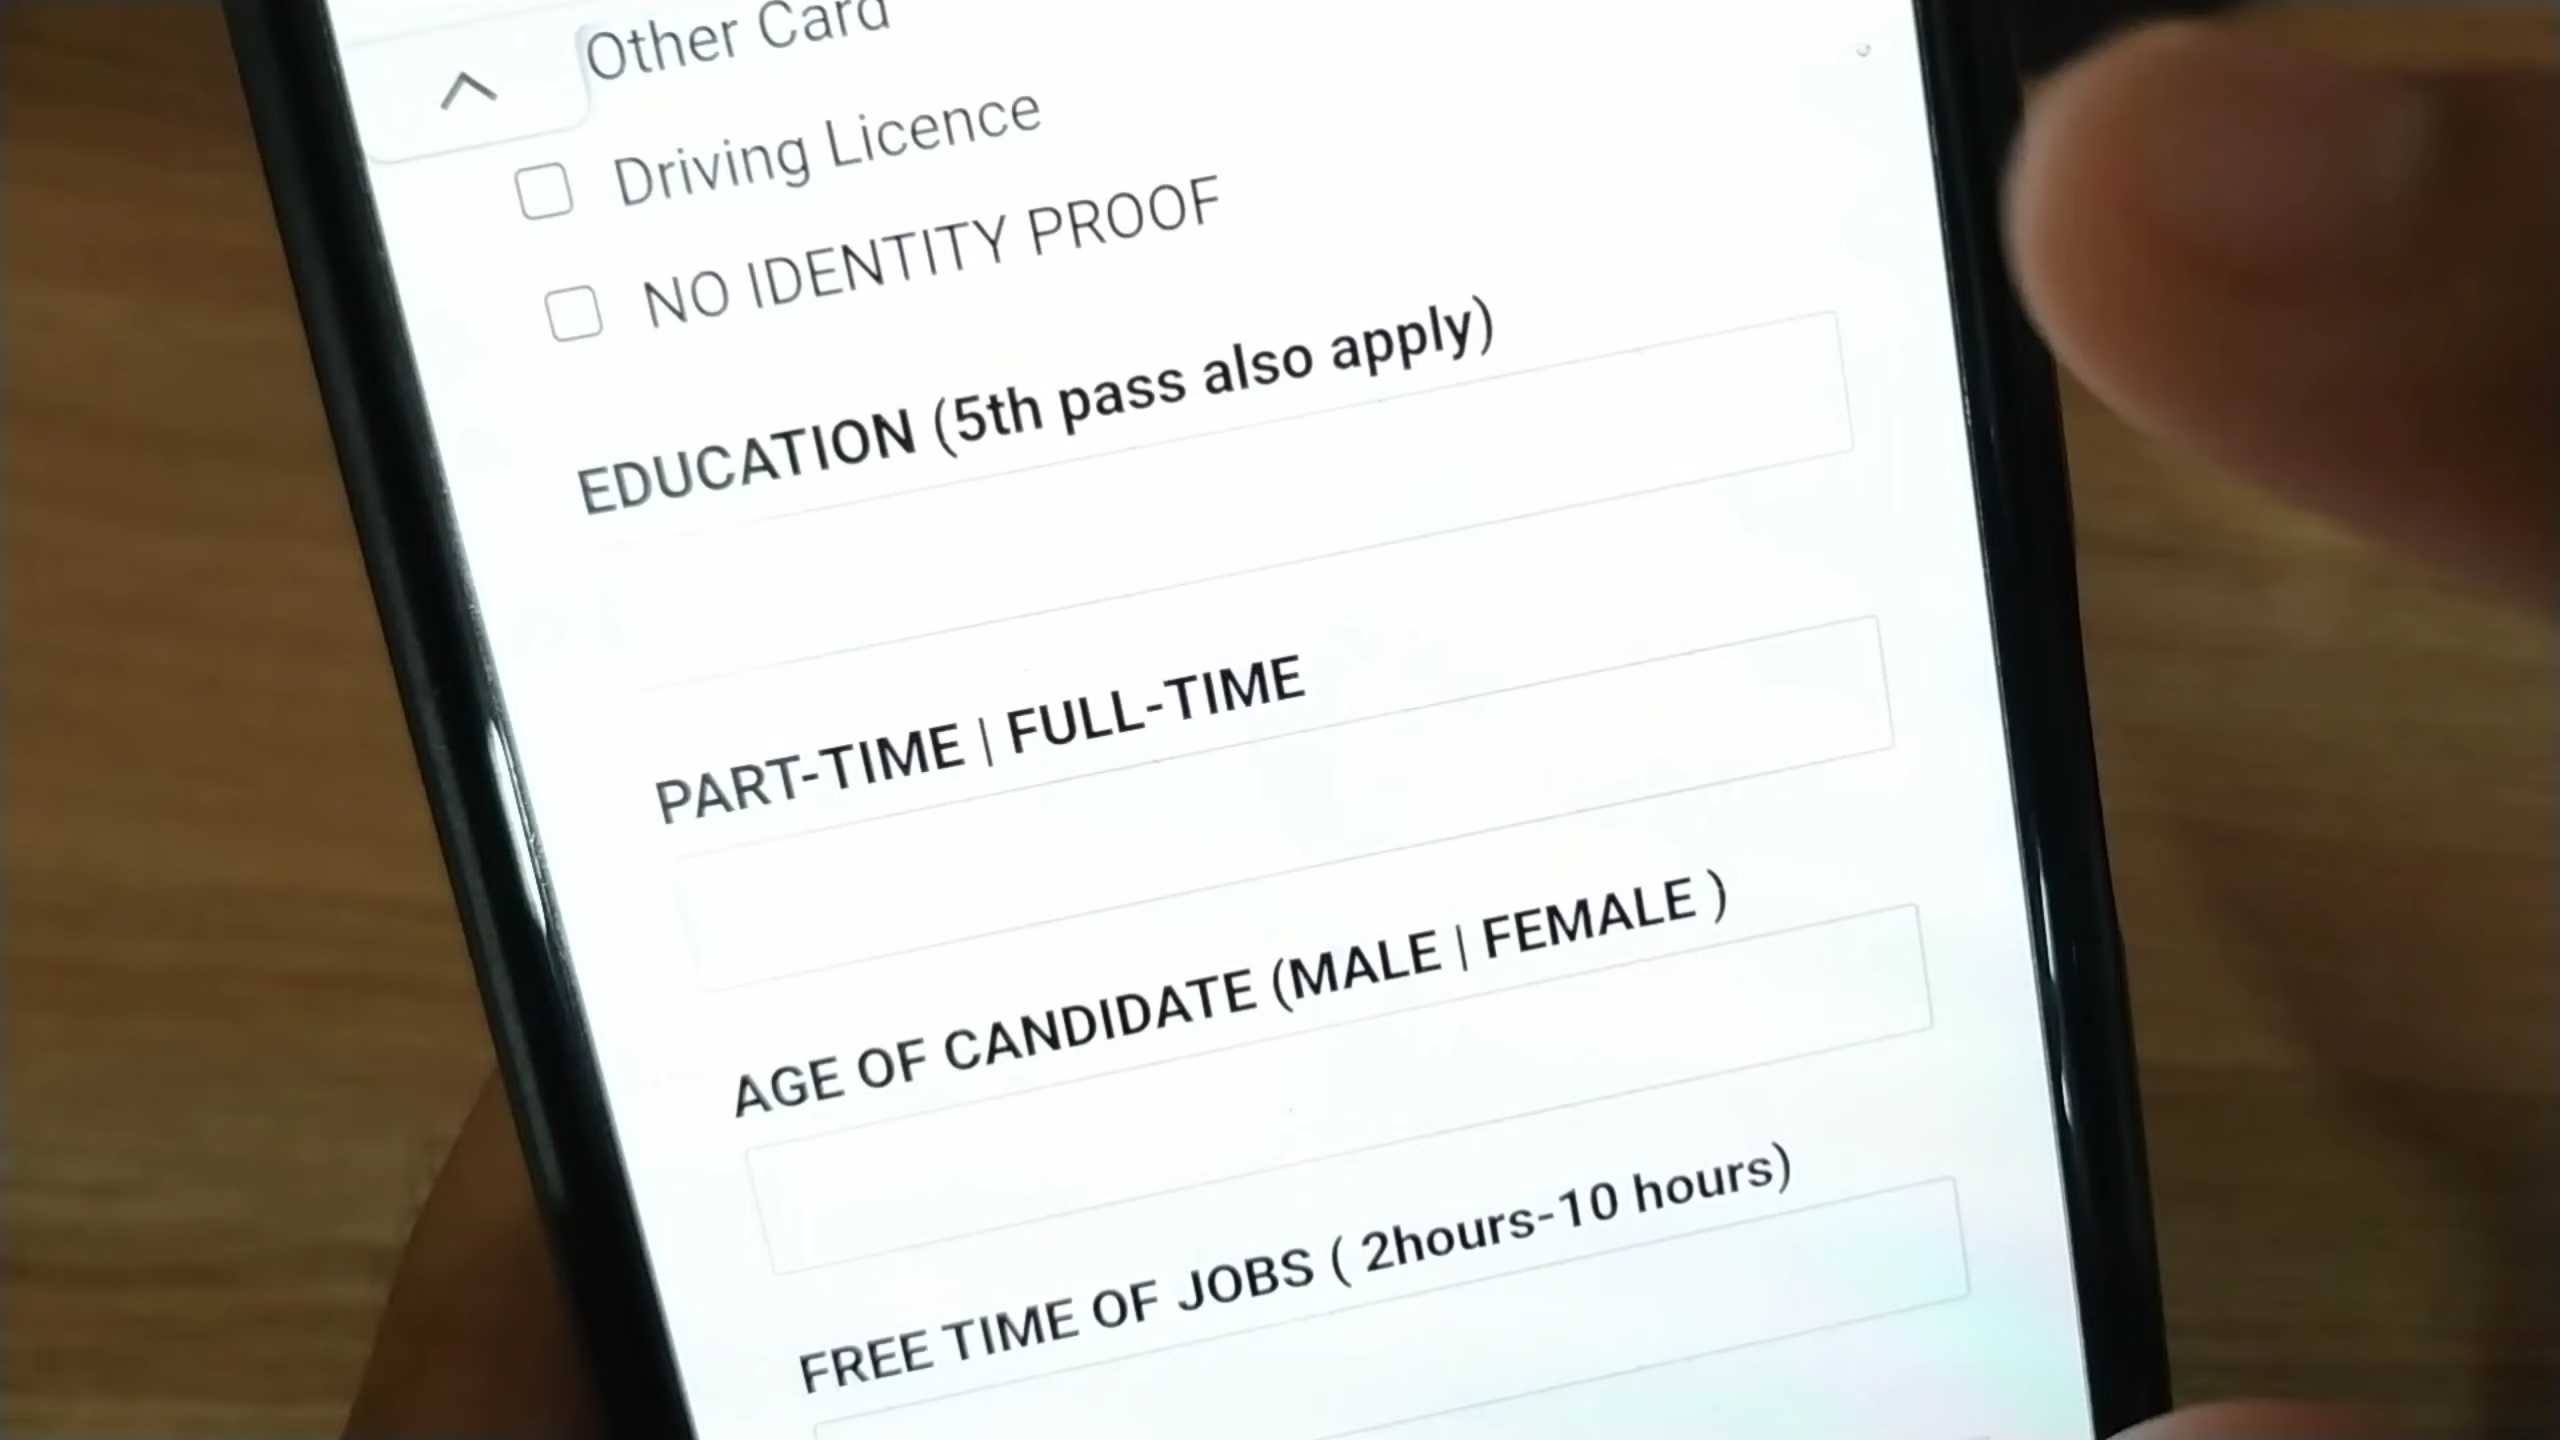 Other Card
Driving Licence
NO IDENTITY PROOF
EDUCATION (5th pass also apply)
PART-TIME | FULL-TIME
AGE OF CANDIDATE (MALE | FEMALE )
FREE TIME OF JOBS ( 2hours-10 hours)